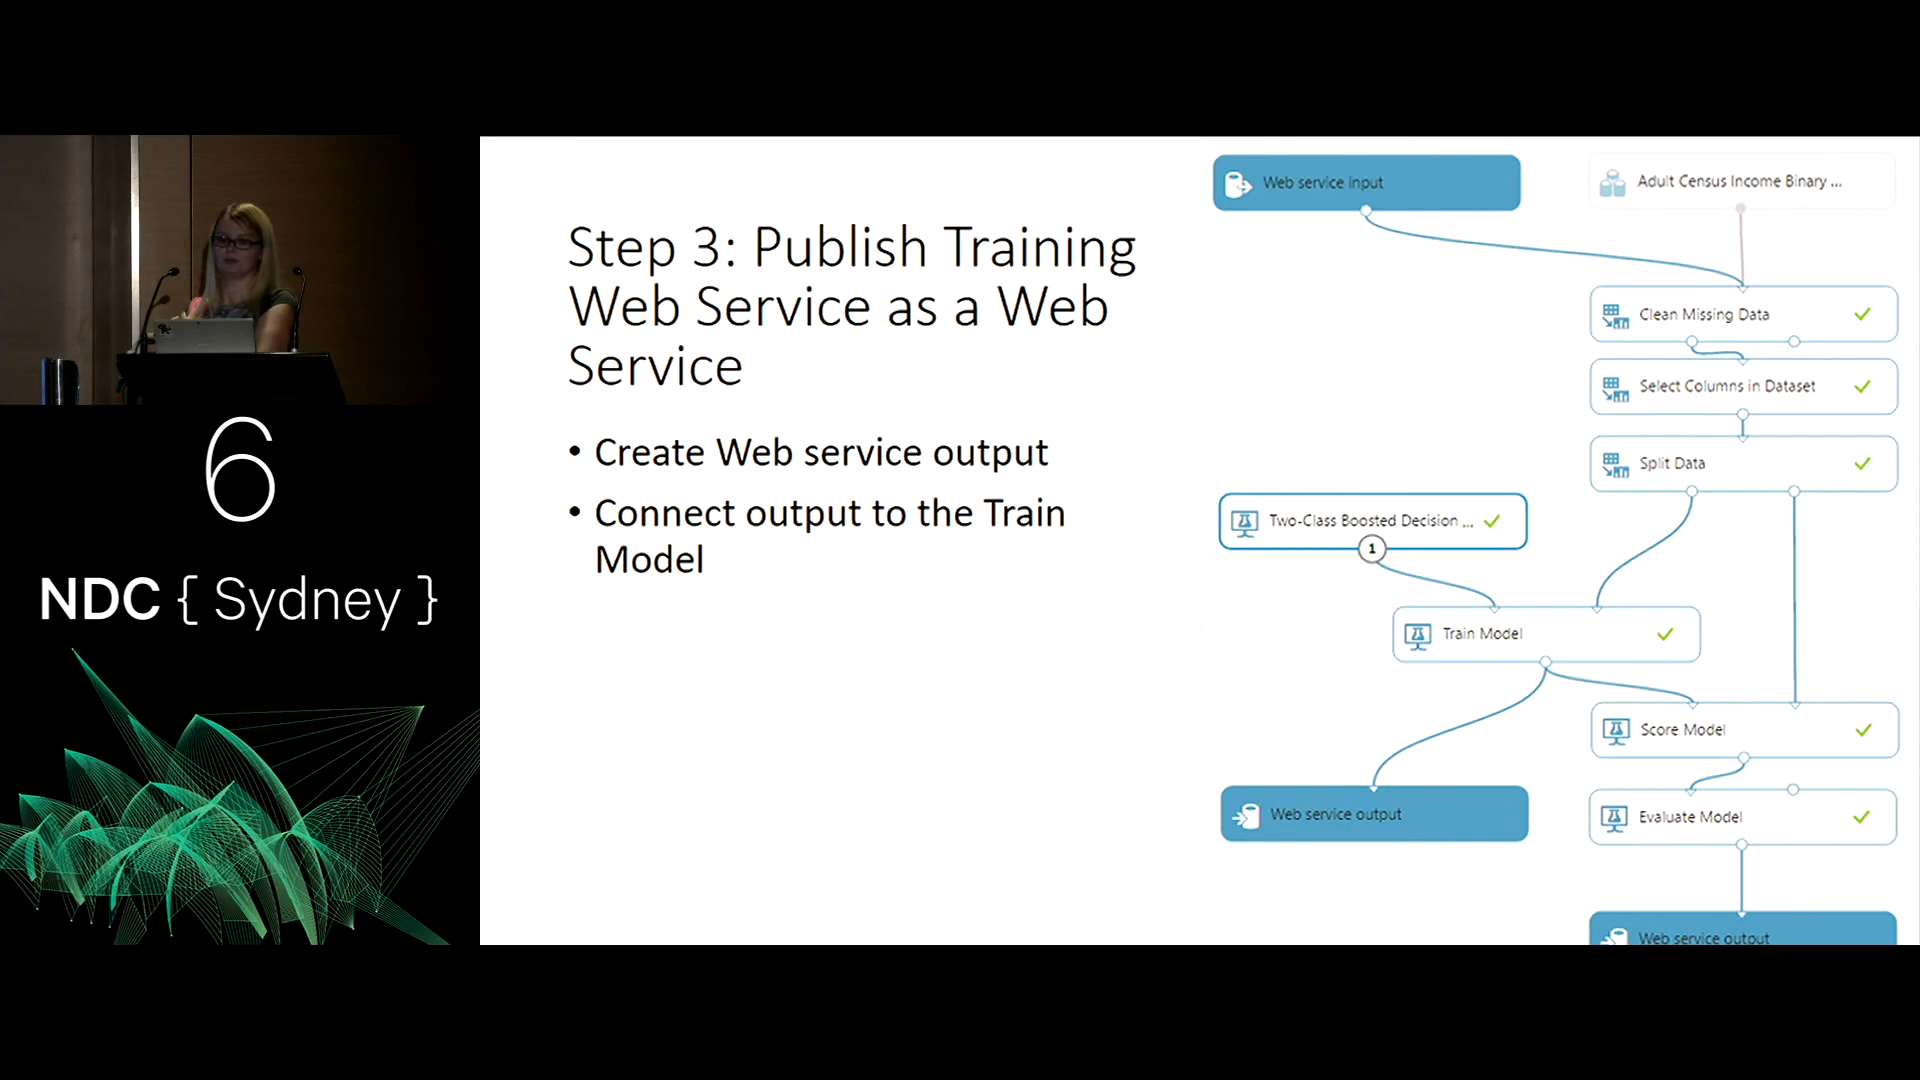 Step 3: Publish Training
Web Service as a Web
Service
• Create Web service output
• Connect output to the Train
Model
6
NDC { Sydney }
Web service input
Adult Census Income Binary ...
Clean Missing Data
Select Columns in Dataset
Split Data
Two-Class Boosted Decision ...
1
Train Model
Score Model
Web service output
Evaluate Model
Web service output